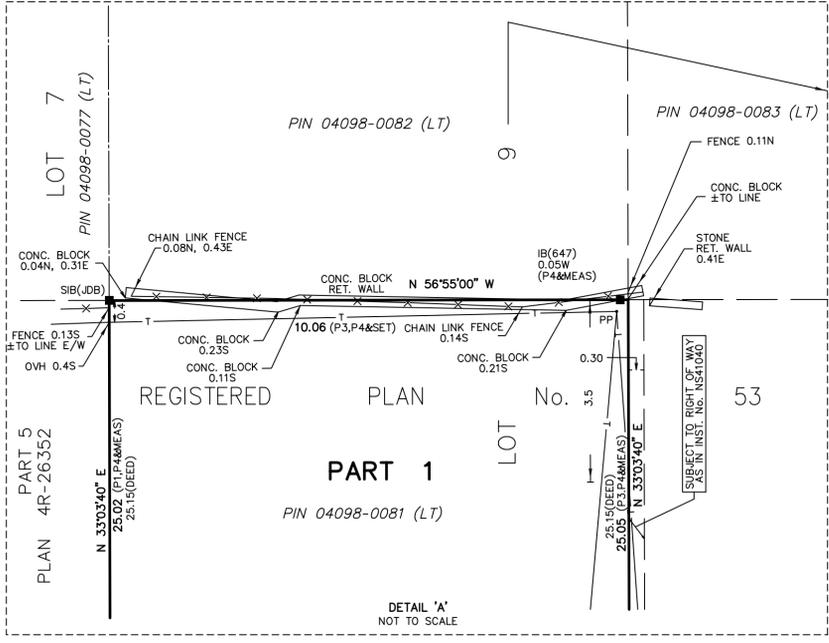 LOT 7
PIN 04098-0077 (LT)
PIN 04098-0082 (LT)
9
PIN 04098-0083 (LT)
FENCE 0.11N
CONC. BLOCK
±TO LINE
STONE
RET. WALL
0.41E
CHAIN LINK FENCE
0.08N, 0.43E
CONC. BLOCK
0.04N, 0.31E
SIB(JDB)
CONC. BLOCK
RET. WALL
N 56°55'00" W
IB(647)
0.05W
(P4&MEAS)
0.4
T
T
T
10.06 (P3,P4&SET)
CHAIN LINK FENCE
0.14S
PP
FENCE 0.13S
±TO LINE E/W
OVH 0.4S
CONC. BLOCK
0.23S
CONC. BLOCK
0.11S
CONC. BLOCK
0.21S
0.30
T
T
3.5
REGISTERED PLAN No. 53
LOT
SUBJECT TO RIGHT OF WAY
AS IN INST. No. NS41040
PART 5
PLAN 4R-26352
N 33°03'40" E
25.02 (P1,P4&MEAS)
25.15(DEED)
PART 1
PIN 04098-0081 (LT)
25.15(DEED)
25.05 (P3,P4&MEAS)
N 33°03'40" E
DETAIL 'A'
NOT TO SCALE